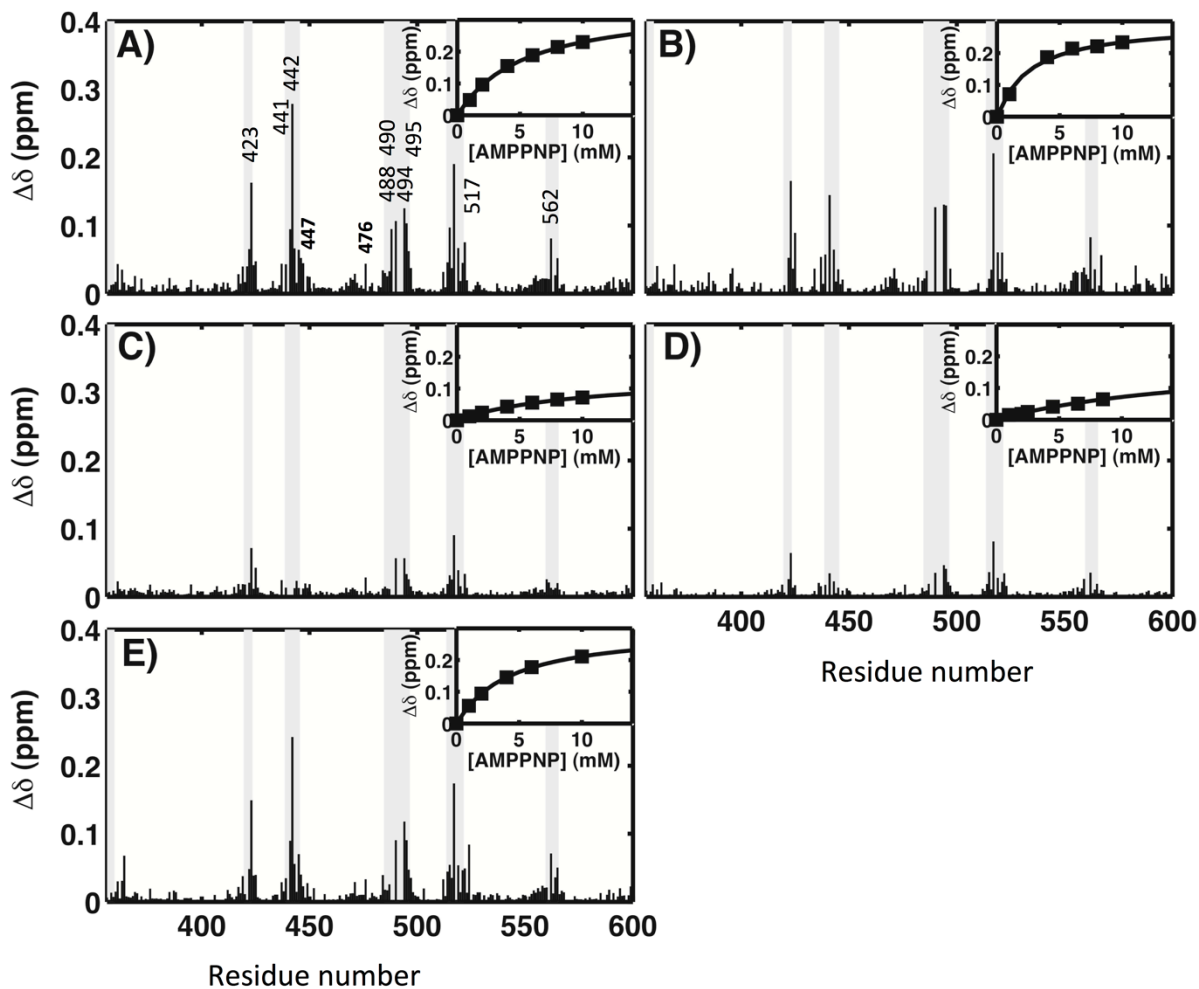 A)
0.4
0.3
0.2
0.1
0
Δδ (ppm)
423
441
442
447
476
488
490
494
495
517
562
Δδ (ppm)
0.2
0.1
0
0 5 10
[AMPPNP] (mM)
B)
Δδ (ppm)
0.2
0.1
0
0 5 10
[AMPPNP] (mM)
C)
0.4
0.3
0.2
0.1
0
Δδ (ppm)
Δδ (ppm)
0.2
0.1
0
0 5 10
[AMPPNP] (mM)
D)
Δδ (ppm)
0.2
0.1
0
0 5 10
[AMPPNP] (mM)
400 450 500 550 600
Residue number
E)
0.4
0.3
0.2
0.1
0
Δδ (ppm)
Δδ (ppm)
0.2
0.1
0
0 5 10
[AMPPNP] (mM)
400 450 500 550 600
Residue number